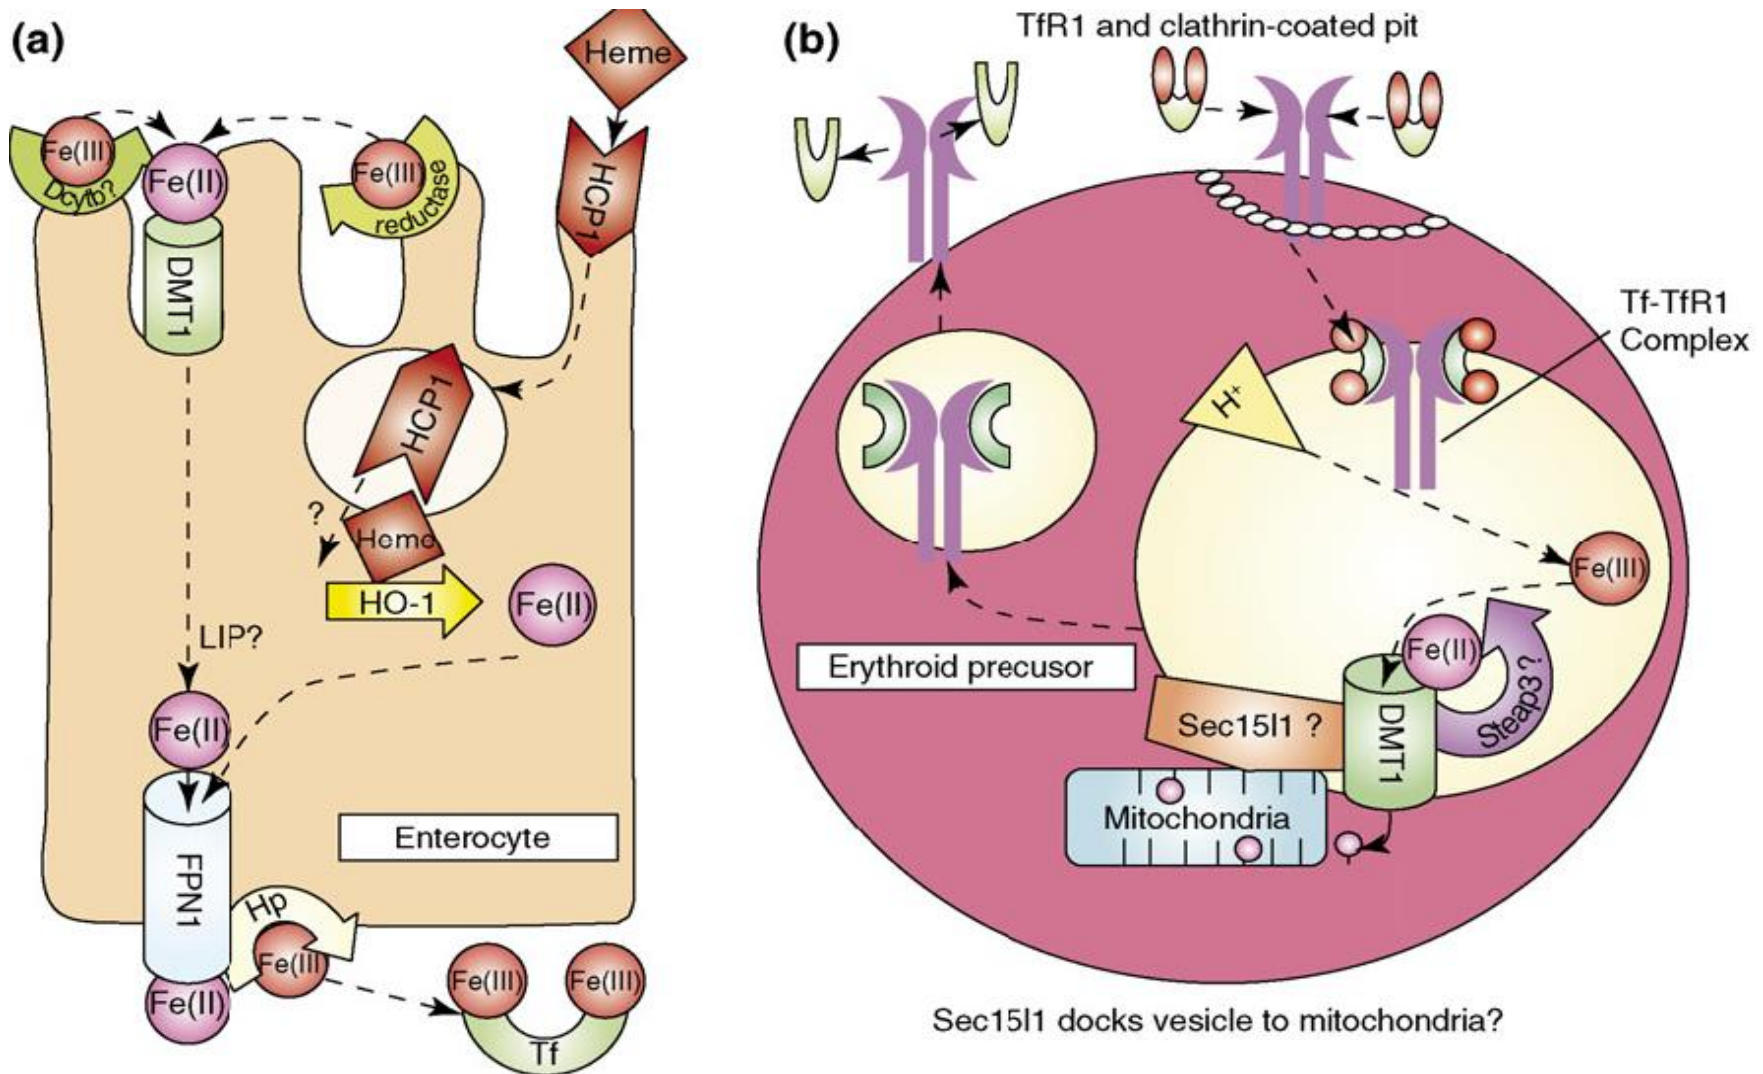 (a)
Heme
Fe(III)
Dcytb?
Fe(II)
Fe(III)
reductase
HCP1
DMT1
HCP1
?
Heme
HO-1
Fe(II)
LIP?
Fe(II)
Enterocyte
FPN1
Hp
Fe(III)
Fe(II)
Fe(III)
Fe(III)
Tf
(b)
TfR1 and clathrin-coated pit
Tf-TfR1
Complex
H+
Fe(III)
Fe(II)
Erythroid precusor
Steap3?
Sec15l1 ?
DMT1
Mitochondria
Sec15l1 docks vesicle to mitochondria?